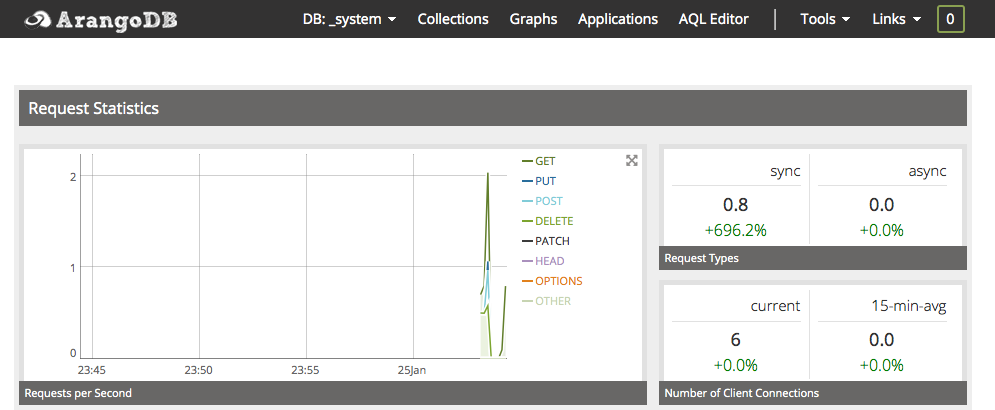 ArangoDB DB: _system Collections Graphs Applications AQL Editor Tools Links 0
Request Statistics
2
1
0
23:45 23:50 23:55 25Jan
GET
PUT
POST
DELETE
PATCH
HEAD
OPTIONS
OTHER
Requests per Second
sync async
0.8 0.0
+696.2% +0.0%
Request Types
current 15-min-avg
6 0.0
+0.0% +0.0%
Number of Client Connections